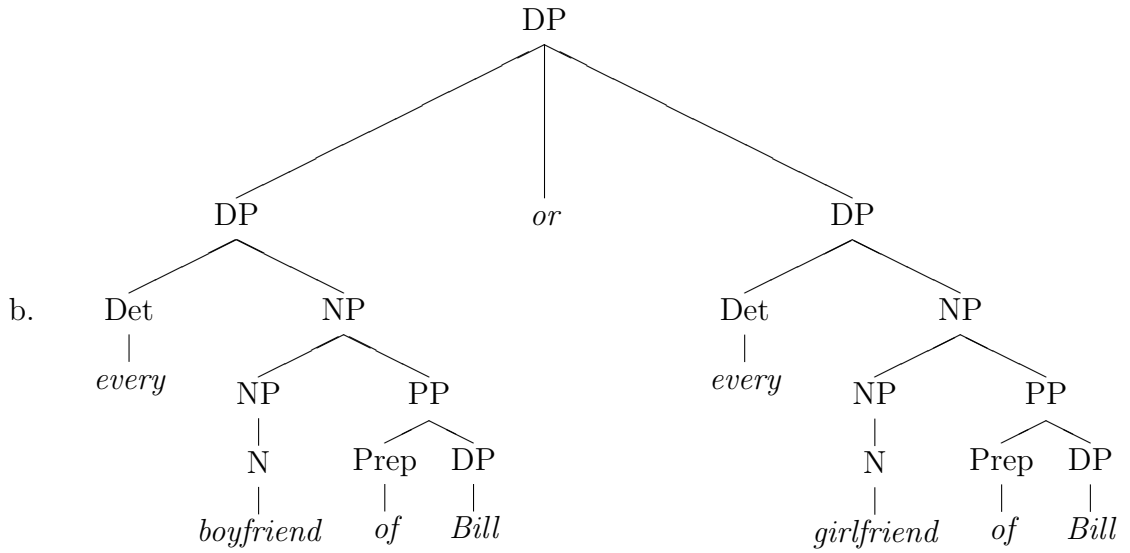 DP
DP or DP
b. Det NP Det NP
every NP PP every NP PP
N Prep DP N Prep DP
boyfriend of Bill girlfriend of Bill